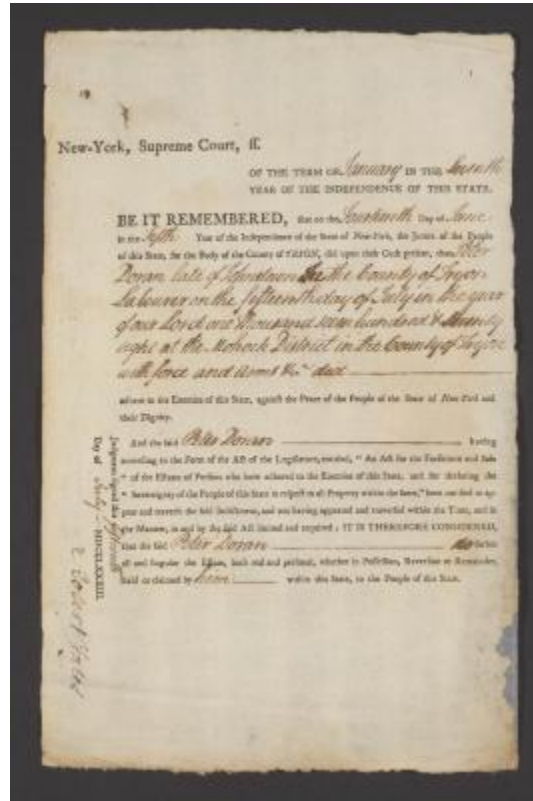 New-York, Supreme Court, ss.
OF THE TERM OF January IN THE Seventh
YEAR OF THE INDEPENDENCE OF THIS STATE.
BE IT REMEMBERED, that on the Day of June
in the fifth Year of the Independence of the State of New-York, the Jurors of the People
of this State, for the Body of the County of TRYON, did upon their Oath present, that Peter
Doran late of the County of Tryon
Labourer on the fifteenth day of July in the year
of our Lord one thousand seven hundred & Seventy
eight at the Mohock District in the County of Tryon
with force and arms &c. did
adhere to the Enemies of this State, against the Peace of the People of the State of New-York and
their Dignity.
And the said Peter Doran having
according to the Form of the Act of the Legislature, entitled, "An Act for the Forfeiture and Sale
" of the Estates of Persons who have adhered to the Enemies of this State, and for declaring the
" Sovereignty of the People of this State in respect to all Property within the same," been notified to ap-
pear and traverse the said Indictment, and not having appeared and traversed within the Time, and in
the Manner, in and by the said Act limited and required; IT IS THEREFORE CONSIDERED,
that the said Peter Doran do forfeit
all and singular the Estate, both real and personal, whether in Possession, Reversion or Remainder,
held or claimed by him within this State, to the People of this State.
Judgment signed this
Day of July MDCCLXXXIII.